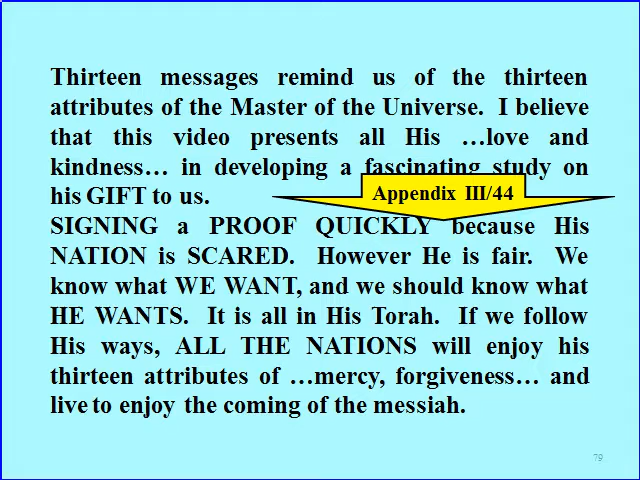 Thirteen messages remind us of the thirteen
attributes of the Master of the Universe.  I believe
that this video presents all His …love and
kindness… in developing a fascinating study on
his GIFT to us.
Appendix III/44
SIGNING a PROOF QUICKLY because His
NATION is SCARED.  However He is fair.  We
know what WE WANT, and we should know what
HE WANTS.  It is all in His Torah.  If we follow
His ways, ALL THE NATIONS will enjoy his
thirteen attributes of …mercy, forgiveness… and
live to enjoy the coming of the messiah.
79